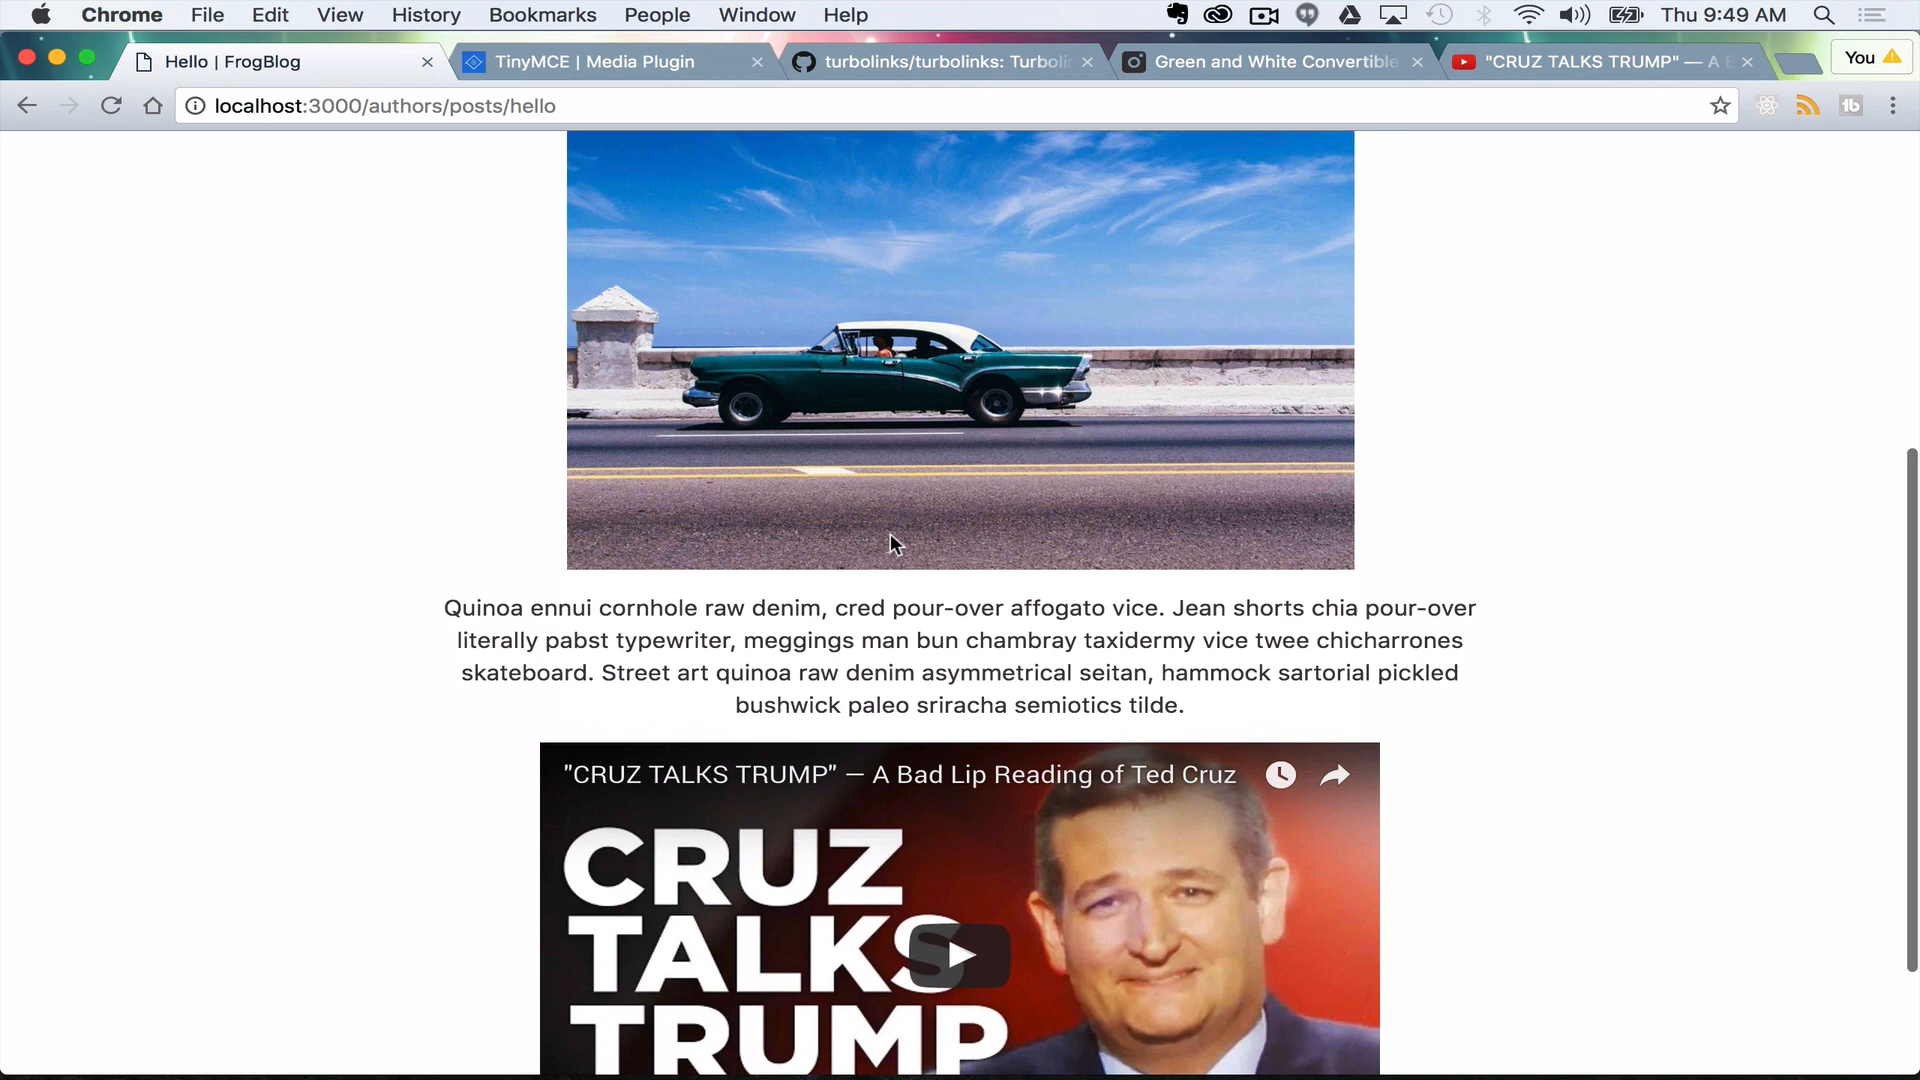 Chrome File Edit View History Bookmarks People Window Help Thu 9:49 AM
Hello | FrogBlog TinyMCE | Media Plugin turbolinks/turbolinks: Turboli Green and White Convertible "CRUZ TALKS TRUMP" — A B You
localhost:3000/authors/posts/hello
Quinoa ennui cornhole raw denim, cred pour-over affogato vice. Jean shorts chia pour-over
literally pabst typewriter, meggings man bun chambray taxidermy vice twee chicharrones
skateboard. Street art quinoa raw denim asymmetrical seitan, hammock sartorial pickled
bushwick paleo sriracha semiotics tilde.
"CRUZ TALKS TRUMP" — A Bad Lip Reading of Ted Cruz
CRUZ
TALKS
TRUMP